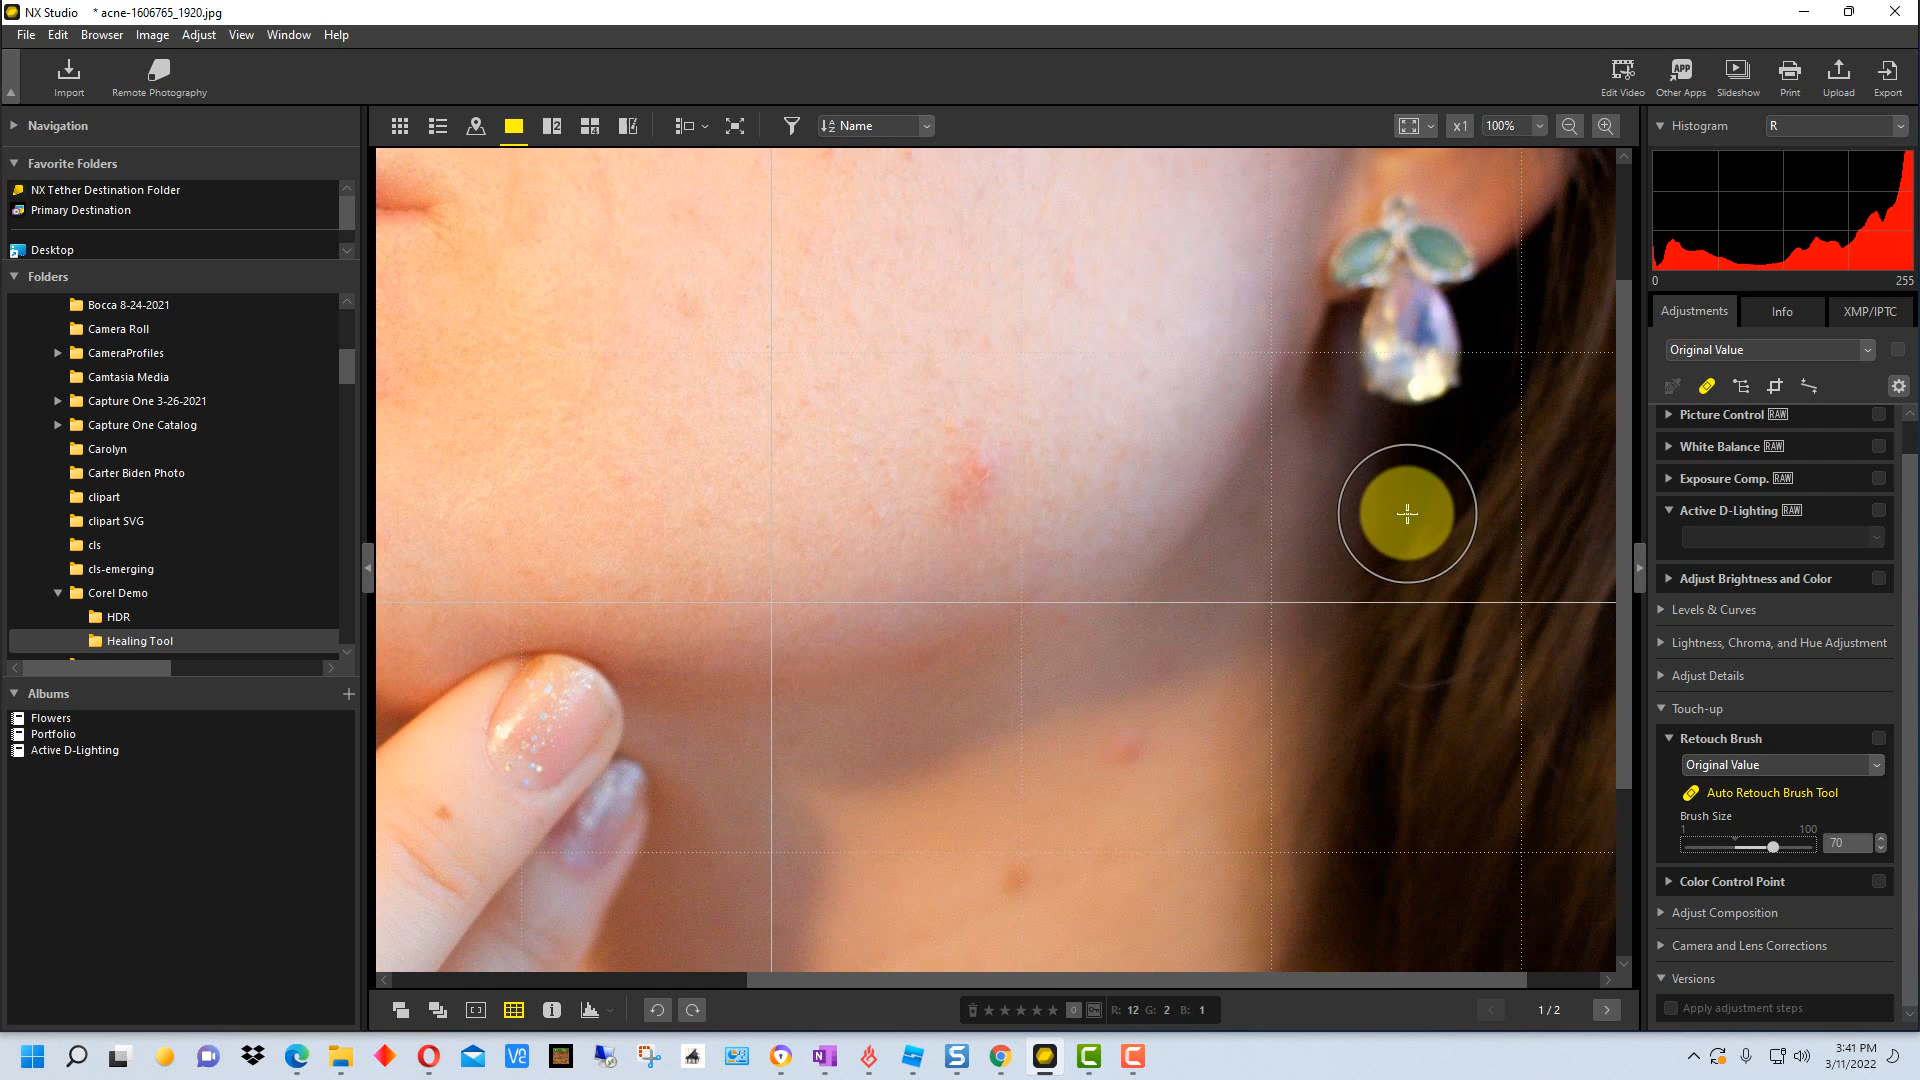 NX Studio * acne-1606765_1920.jpg
File Edit Browser Image Adjust View Window Help
Import Remote Photography Edit Video Other Apps Slideshow Print Upload Export
APP
Navigation
Favorite Folders
NX Tether Destination Folder
Primary Destination
Desktop
Folders
Bocca 8-24-2021
Camera Roll
CameraProfiles
Camtasia Media
Capture One 3-26-2021
Capture One Catalog
Carolyn
Carter Biden Photo
clipart
clipart SVG
cls
cls-emerging
Corel Demo
HDR
Healing Tool
Albums
Flowers
Portfolio
Active D-Lighting
Name x1 100%
Histogram R
0 255
Adjustments Info XMP/IPTC
Original Value
Picture Control RAW
White Balance RAW
Exposure Comp. RAW
Active D-Lighting RAW
Adjust Brightness and Color
Levels & Curves
Lightness, Chroma, and Hue Adjustment
Adjust Details
Touch-up
Retouch Brush
Original Value
Auto Retouch Brush Tool
Brush Size
1 100
70
Color Control Point
Adjust Composition
Camera and Lens Corrections
Versions
Apply adjustment steps
0 R: 12 G: 2 B: 1
1 / 2
3:41 PM
3/11/2022